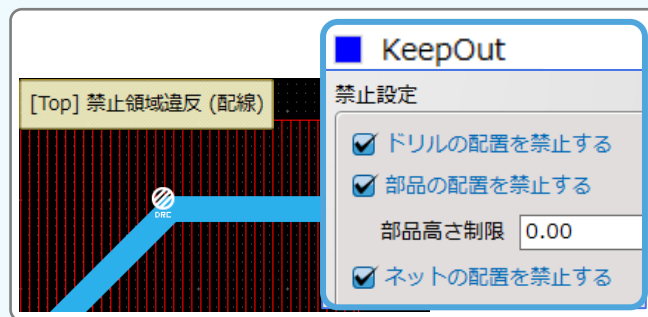 KeepOut
[Top] 禁止領域違反 (配線)
禁止設定
ドリルの配置を禁止する
部品の配置を禁止する
部品高さ制限 0.00
ネットの配置を禁止する
DRC